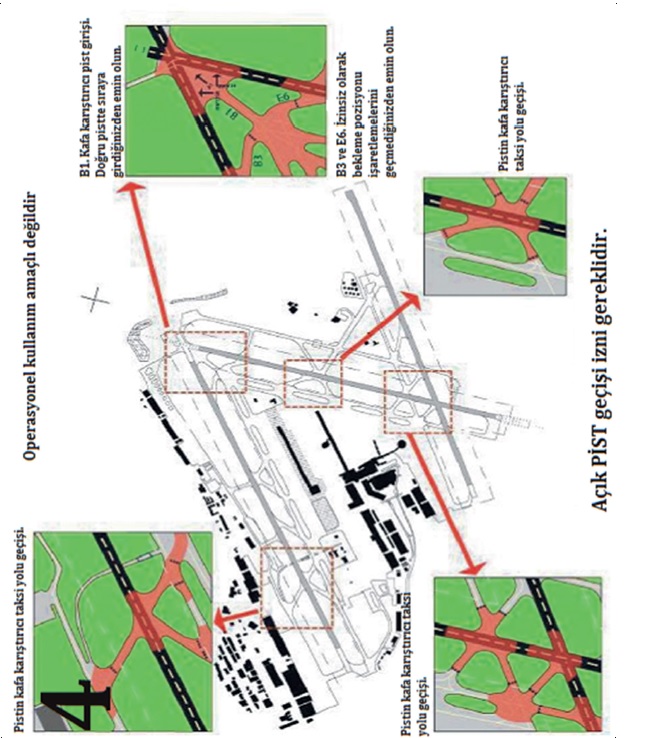 Pistin kafa karıştırıcı taksi yolu geçişi.
4
Operasyonel kullanım amaçlı değildir
B1. Kafa karıştırıcı pist girişi.
Doğru pistte sıraya
girdiğinizden emin olun.
E8
E6
B3
B3 ve E6. İzinsiz olarak
bekleme pozisyonu
işaretlemelerini
geçmediğinizden emin olun.
Pistin kafa karıştırıcı taksi
yolu geçişi.
Pistin kafa karıştırıcı
taksi yolu geçişi.
Açık PİST geçişi izni gereklidir.